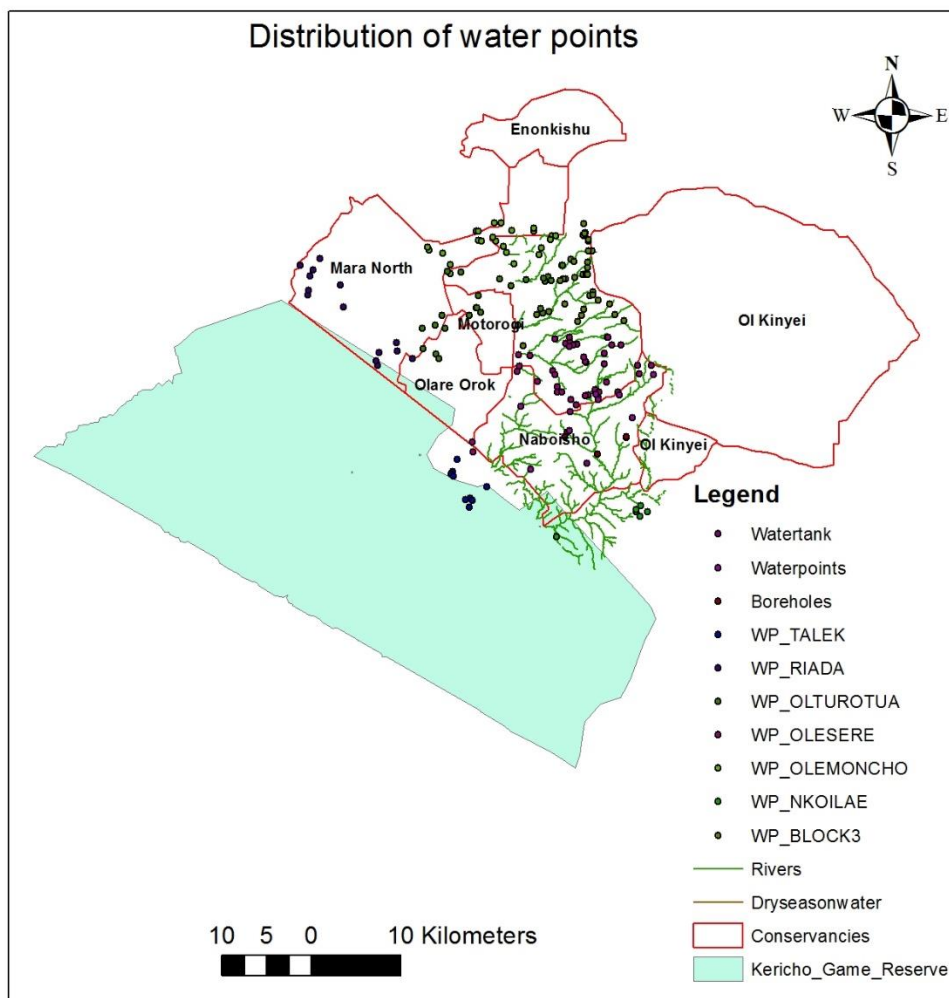 Distribution of water points
N
W E
S
Enonkishu
Mara North
Ol Kinyei
Motorogi
Olare Orok
Naboisho
Ol Kinyei
Legend
Watertank
Waterpoints
Boreholes
WP_TALEK
WP_RIADA
WP_OLTUROTUA
WP_OLESERE
WP_OLEMONCHO
WP_NKOILAE
WP_BLOCK3
Rivers
Dryseasonwater
Conservancies
Kericho_Game_Reserve
10 5 0 10 Kilometers